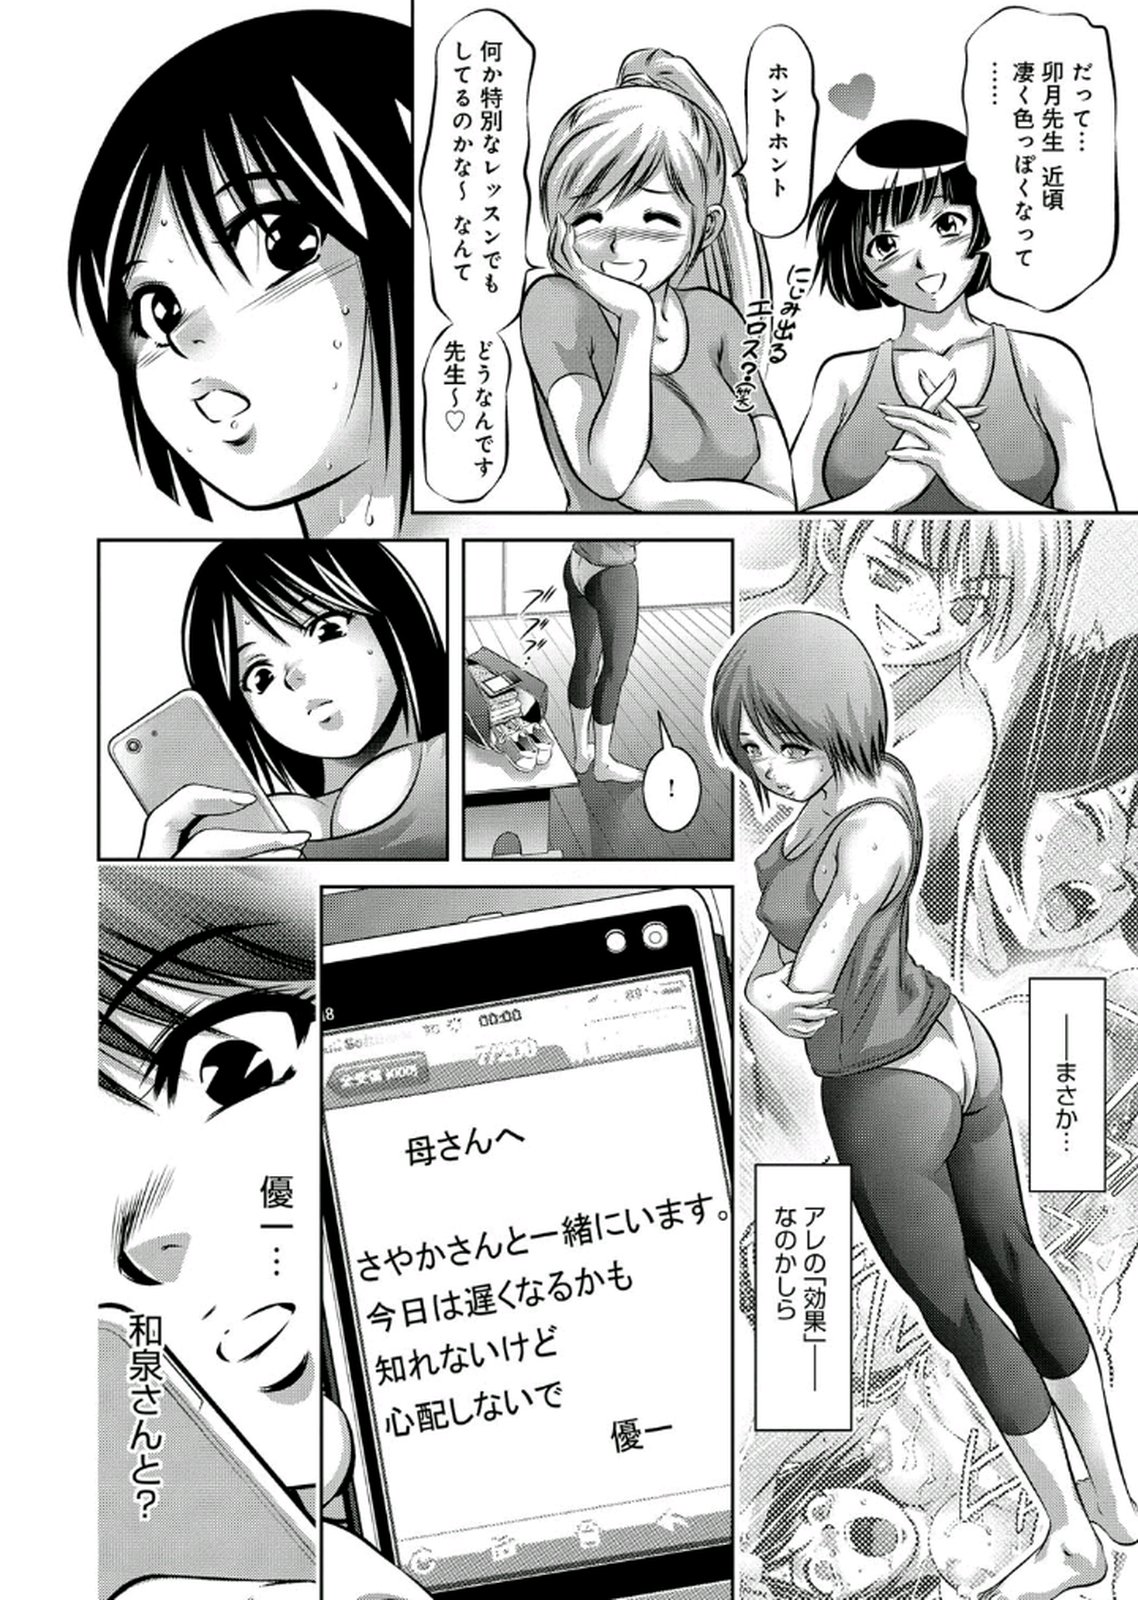 だって…
卯月先生 近頃
凄く色っぽくなって
……
ホントホント
にじみ出る
エロス？(笑)
何か特別なレッスンでも
してるのかな〜 なんて
どうなんです
先生〜♡
――まさか…
アレの「効果」――
なのかしら
！
母さんへ
さやかさんと一緒にいます。
今日は遅くなるかも
知れないけど
心配しないで
優一
優一…
和泉さんと？